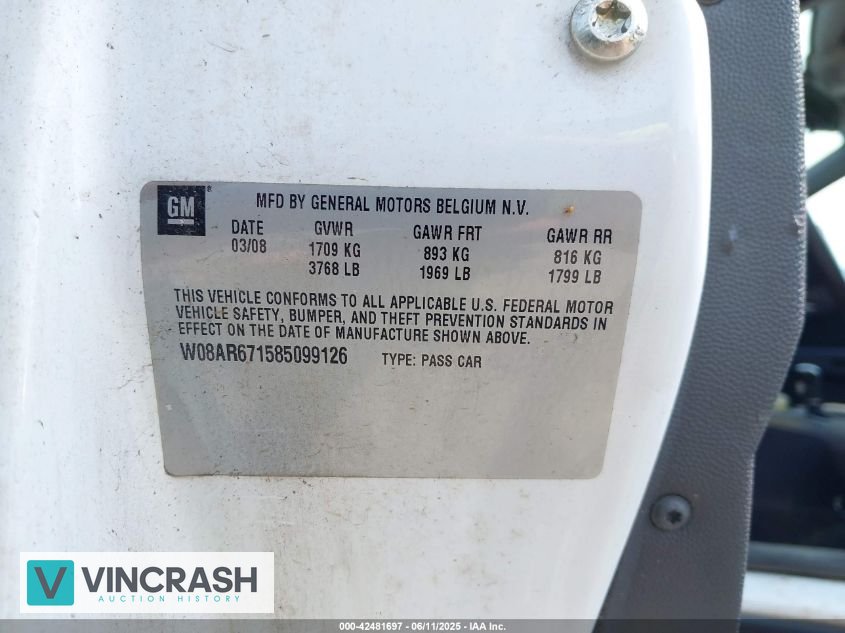 GM
MFD BY GENERAL MOTORS BELGIUM N.V.
DATE GVWR GAWR FRT GAWR RR
03/08 1709 KG 893 KG 816 KG
3768 LB 1969 LB 1799 LB
THIS VEHICLE CONFORMS TO ALL APPLICABLE U.S. FEDERAL MOTOR
VEHICLE SAFETY, BUMPER, AND THEFT PREVENTION STANDARDS IN
EFFECT ON THE DATE OF MANUFACTURE SHOWN ABOVE.
W08AR671585099126 TYPE: PASS CAR
V VINCRASH
AUCTION HISTORY
000-42481697 - 06/11/2025 - IAA Inc.